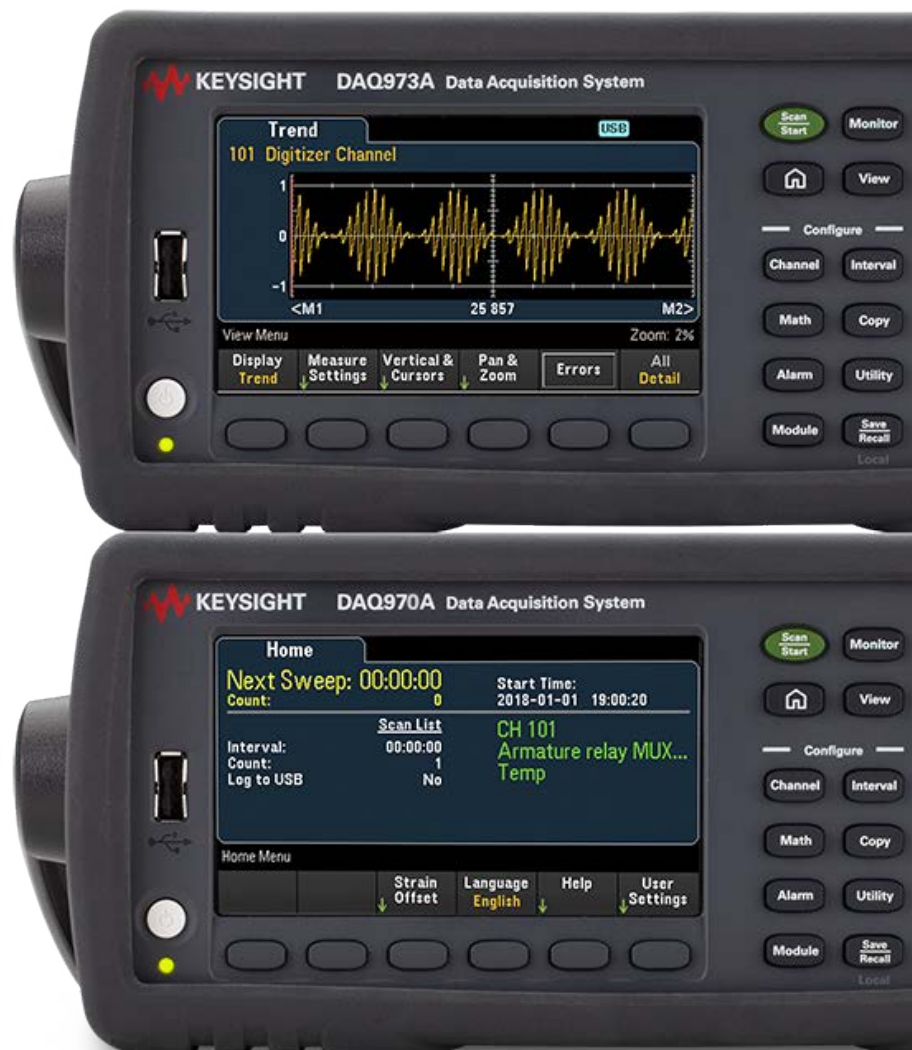 KEYSIGHT DAQ973A Data Acquisition System
Trend USB
101 Digitizer Channel
1
0
-1
<M1 25 857 M2>
View Menu Zoom: 2%
Display Measure Vertical & Pan & Errors All
Trend Settings Cursors Zoom Detail
Scan Start
Monitor
View
Configure
Channel Interval
Math Copy
Alarm Utility
Module Save Recall
Local
KEYSIGHT DAQ970A Data Acquisition System
Home
Next Sweep: 00:00:00
Count: 0
Start Time:
2018-01-01 19:00:20
Scan List
Interval: 00:00:00
Count: 1
Log to USB No
CH 101
Armature relay MUX...
Temp
Home Menu
Strain Language Help User
Offset English Settings
Scan Start
Monitor
View
Configure
Channel Interval
Math Copy
Alarm Utility
Module Save Recall
Local